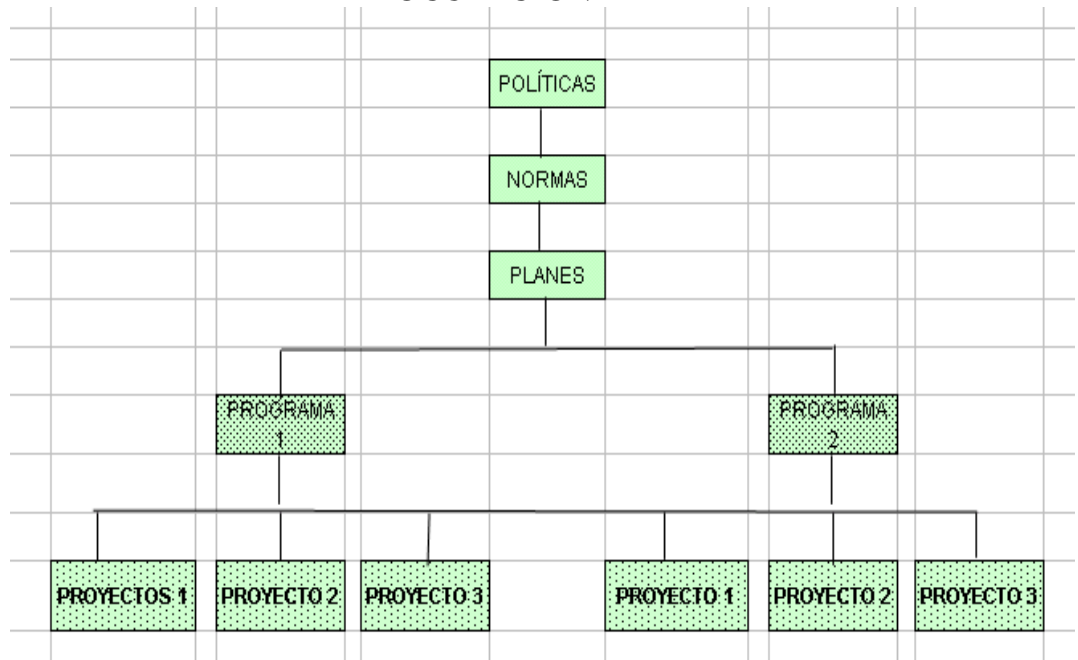 POLÍTICAS
NORMAS
PLANES
PROGRAMA
1
PROGRAMA
2
PROYECTOS 1
PROYECTO 2
PROYECTO 3
PROYECTO 1
PROYECTO 2
PROYECTO 3